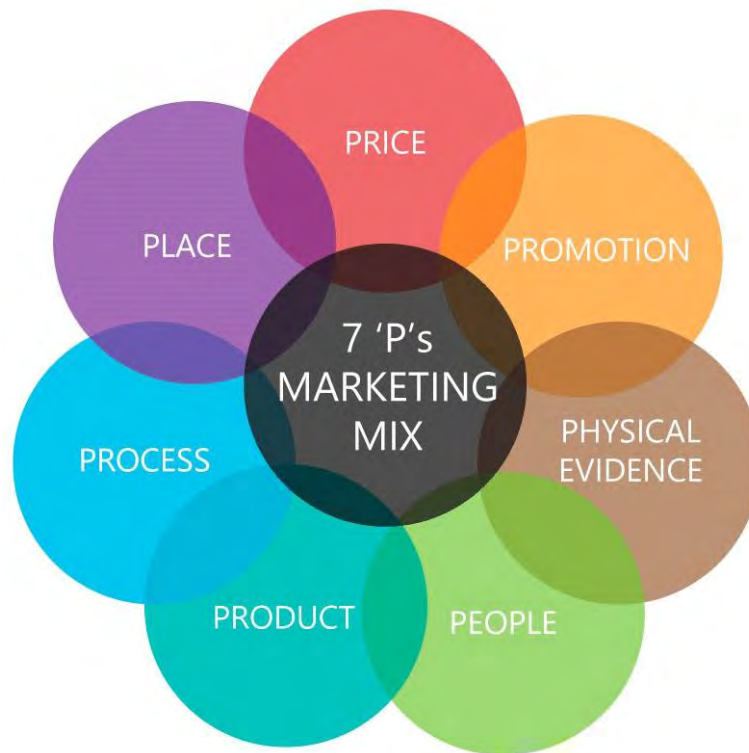 PRICE
PROMOTION
PHYSICAL
EVIDENCE
PEOPLE
PRODUCT
PROCESS
PLACE
7 ‘P’s
MARKETING
MIX